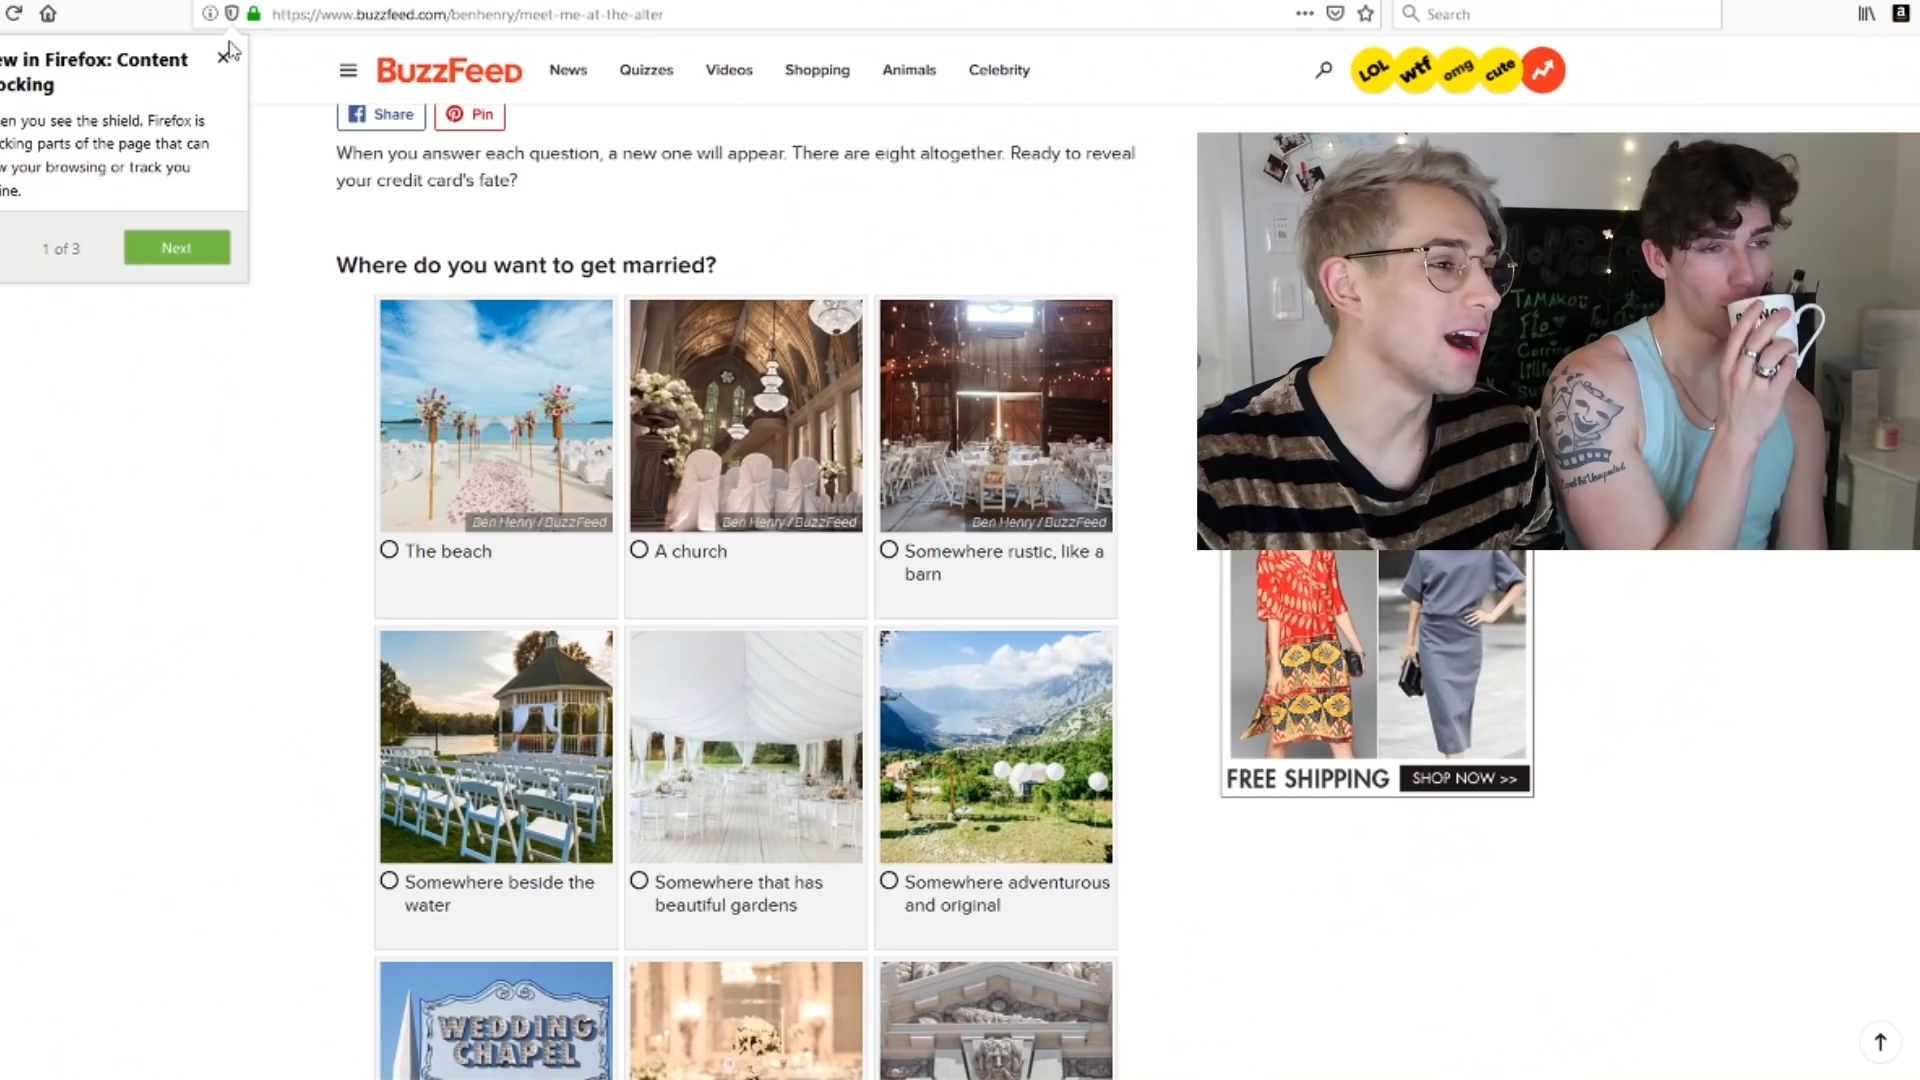 https://www.buzzfeed.com/benhenry/meet-me-at-the-alter
Search
ew in Firefox: Content
ocking
en you see the shield, Firefox is
cking parts of the page that can
w your browsing or track you
ine.
1 of 3
Next
BuzzFeed
News
Quizzes
Videos
Shopping
Animals
Celebrity
LOL
wtf
omg
cute
Share
Pin
When you answer each question, a new one will appear. There are eight altogether. Ready to reveal
your credit card's fate?
Where do you want to get married?
Ben Henry / BuzzFeed
Ben Henry / BuzzFeed
Ben Henry / BuzzFeed
The beach
A church
Somewhere rustic, like a
barn
TAMAKO
Flo
Corrine
Somewhere beside the
water
Somewhere that has
beautiful gardens
Somewhere adventurous
and original
FREE SHIPPING
SHOP NOW >>
WEDDING
CHAPEL